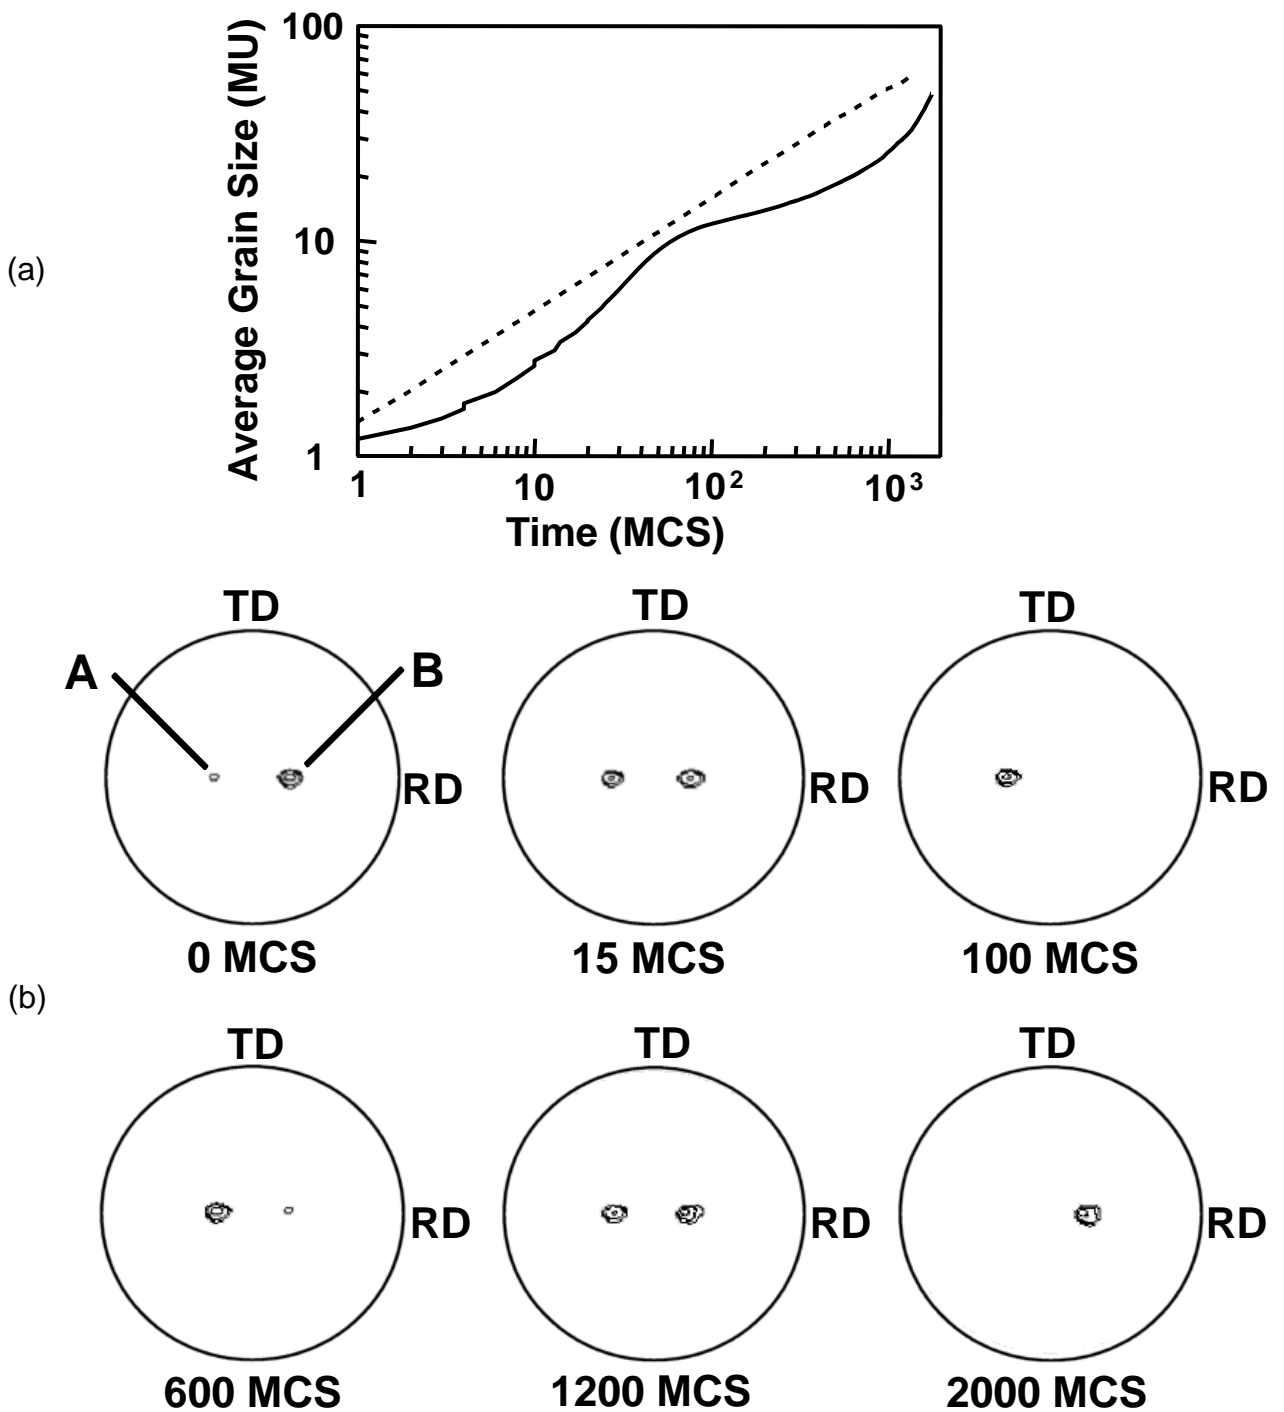 (a)
Average Grain Size (MU)
100
10
1
1 10 10² 10³
Time (MCS)
(b)
TD TD TD
A B
RD RD RD
0 MCS 15 MCS 100 MCS
TD TD TD
RD RD RD
600 MCS 1200 MCS 2000 MCS